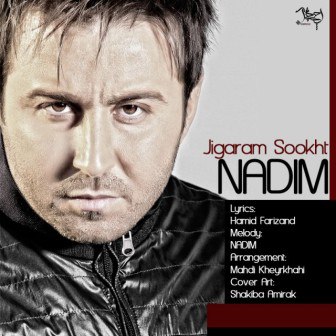 Jigaram Sookht
NADIM
Lyrics:
Hamid Farizand
Melody:
NADIM
Arrangement:
Mahdi Kheyrkhahi
Cover Art:
Shakiba Amirak